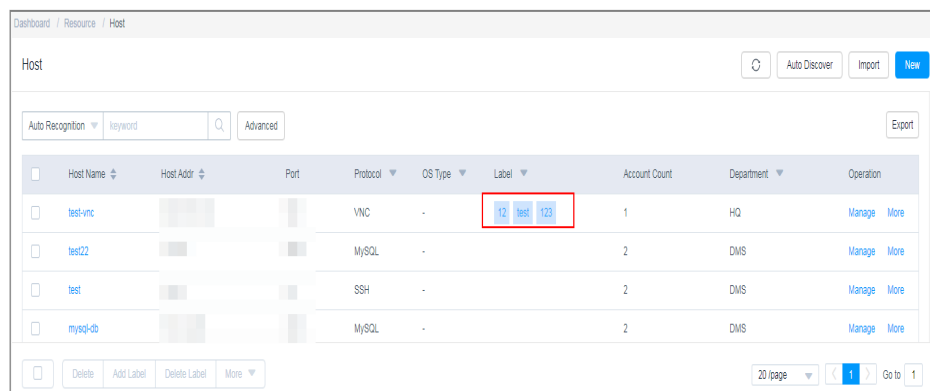 Dashboard / Resource / Host
Host Auto Discover Import New
Auto Recognition keyword Advanced Export
Host Name Host Addr Port Protocol OS Type Label Account Count Department Operation
test-vnc VNC - 12 test 123 1 HQ Manage More
test22 MySQL - 2 DMS Manage More
test SSH - 2 DMS Manage More
mysql-db MySQL - 2 DMS Manage More
Delete Add Label Delete Label More 20 /page 1 Go to 1